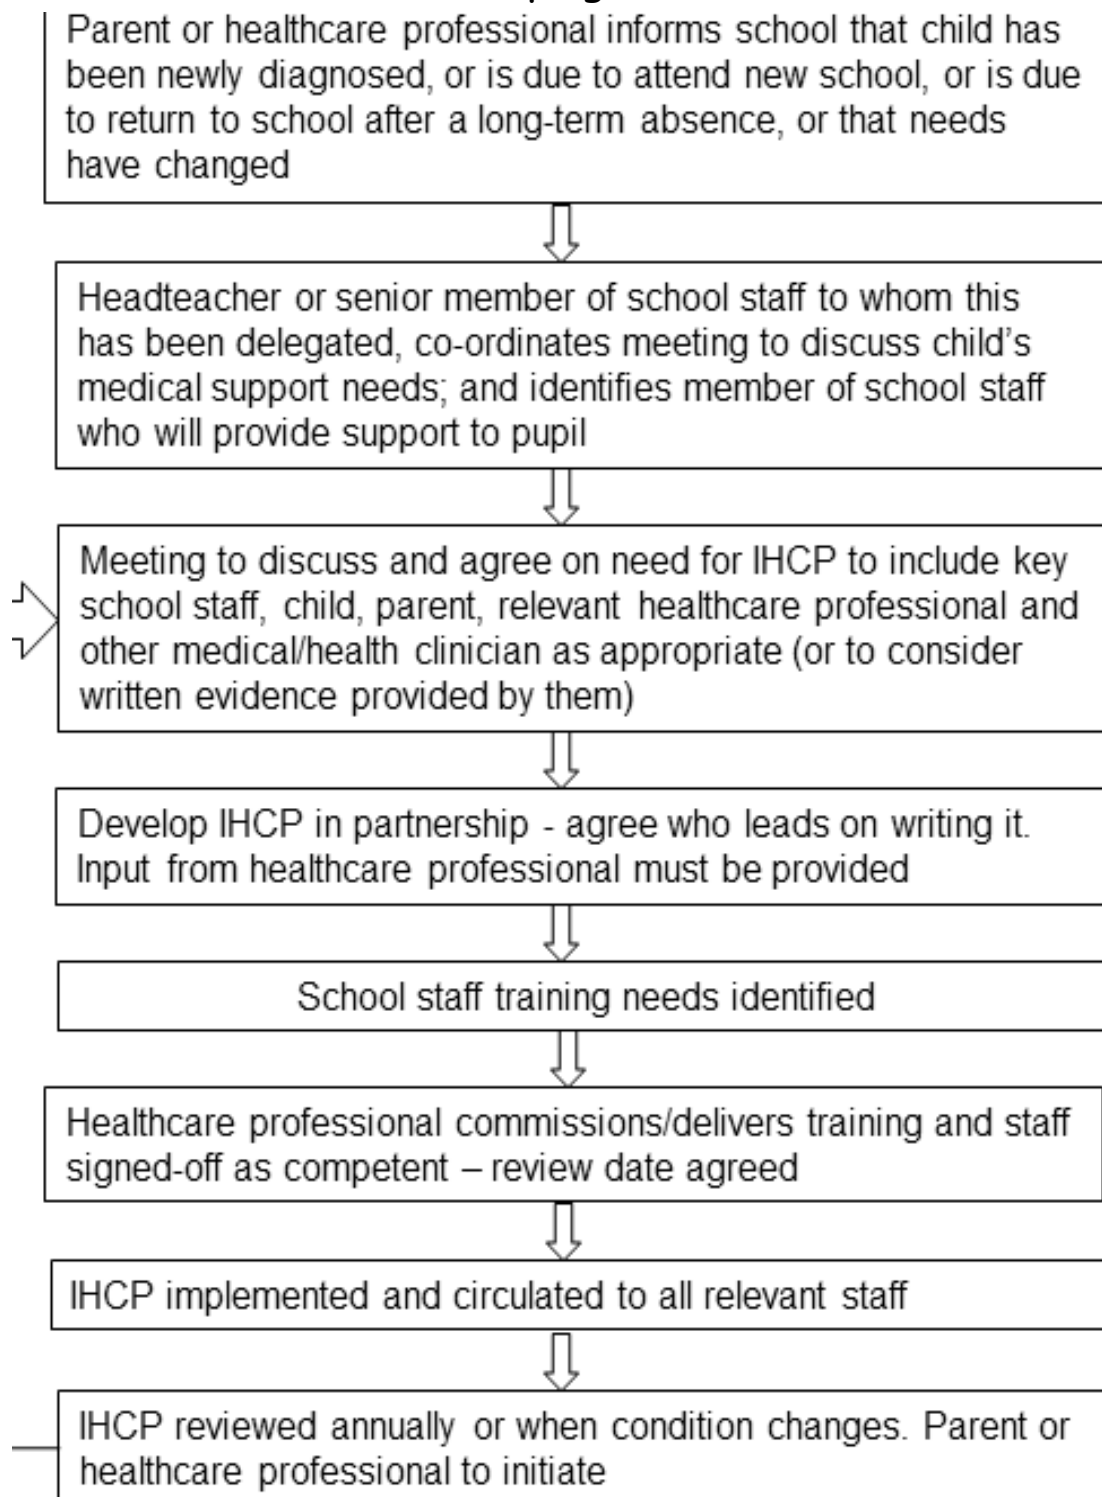 Parent or healthcare professional informs school that child has
been newly diagnosed, or is due to attend new school, or is due
to return to school after a long-term absence, or that needs
have changed
Headteacher or senior member of school staff to whom this
has been delegated, co-ordinates meeting to discuss child's
medical support needs; and identifies member of school staff
who will provide support to pupil
Meeting to discuss and agree on need for IHCP to include key
school staff, child, parent, relevant healthcare professional and
other medical/health clinician as appropriate (or to consider
written evidence provided by them)
Develop IHCP in partnership - agree who leads on writing it.
Input from healthcare professional must be provided
School staff training needs identified
Healthcare professional commissions/delivers training and staff
signed-off as competent – review date agreed
IHCP implemented and circulated to all relevant staff
IHCP reviewed annually or when condition changes. Parent or
healthcare professional to initiate